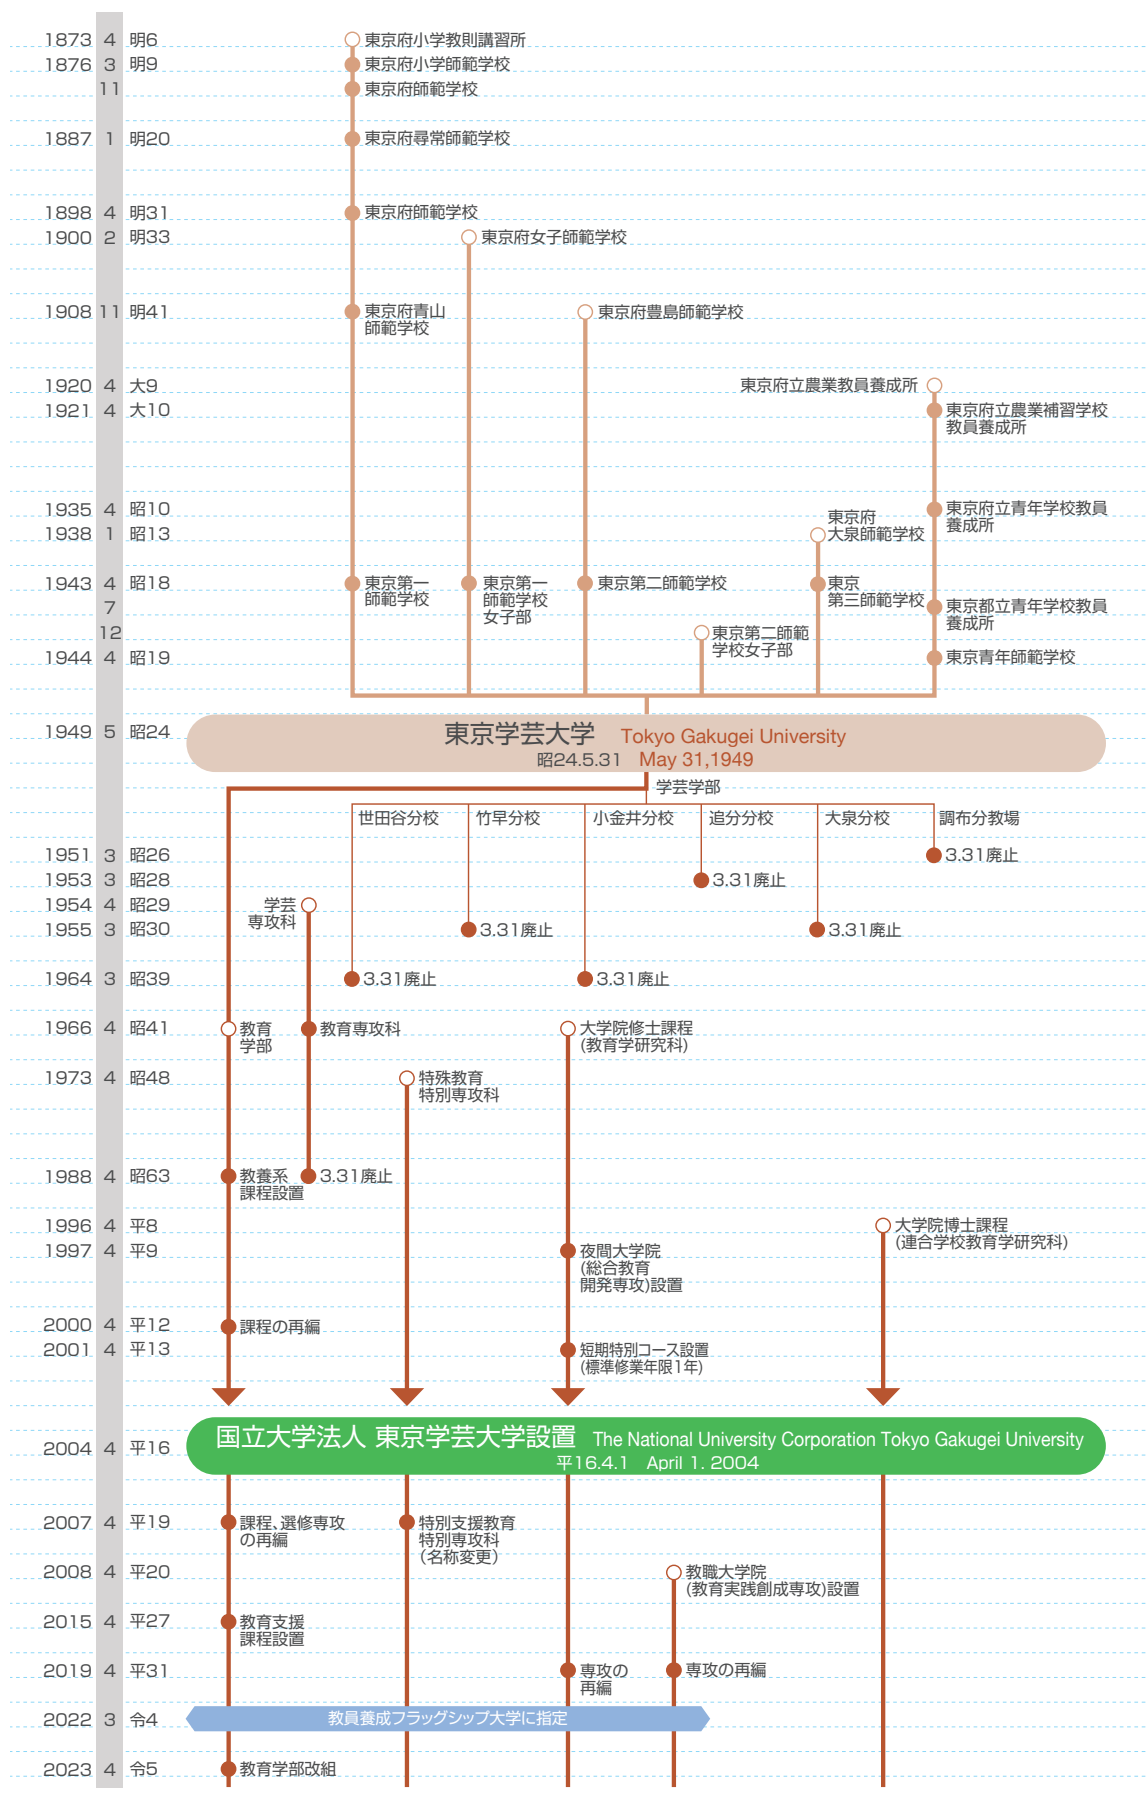 1873 4 明6 東京府小学教則講習所
1876 3 明9 東京府小学師範学校
11 東京府師範学校
1887 1 明20 東京府尋常師範学校
1898 4 明31 東京府師範学校
1900 2 明33 東京府女子師範学校
1908 11 明41 東京府青山 東京府豊島師範学校
師範学校
1920 4 大9 東京府立農業教員養成所
1921 4 大10 東京府立農業補習学校
教員養成所
1935 4 昭10 東京府立青年学校教員
養成所
東京府
1938 1 昭13 大泉師範学校
1943 4 昭18 東京第一 東京第一 東京第二師範学校 東京
師範学校 師範学校 第三師範学校
女子部
7 東京都立青年学校教員
養成所
12 東京第二師範
学校女子部
1944 4 昭19 東京青年師範学校
1949 5 昭24 東京学芸大学 Tokyo Gakugei University
昭24.5.31 May 31,1949
学芸学部
世田谷分校 竹早分校 小金井分校 追分分校 大泉分校 調布分教場
1951 3 昭26 3.31廃止
1953 3 昭28 3.31廃止
1954 4 昭29 学芸
専攻科
1955 3 昭30 3.31廃止 3.31廃止
1964 3 昭39 3.31廃止 3.31廃止
1966 4 昭41 教育 教育専攻科 大学院修士課程
学部 (教育学研究科)
1973 4 昭48 特殊教育
特別専攻科
1988 4 昭63 教養系 3.31廃止
課程設置
1996 4 平8 大学院博士課程
(連合学校教育学研究科)
1997 4 平9 夜間大学院
(総合教育
開発専攻)設置
2000 4 平12 課程の再編
2001 4 平13 短期特別コース設置
(標準修業年限1年)
国立大学法人 東京学芸大学設置 The National University Corporation Tokyo Gakugei University
2004 4 平16
平16.4.1 April 1. 2004
2007 4 平19 課程、選修専攻 特別支援教育
の再編 特別専攻科
(名称変更)
2008 4 平20 教職大学院
(教育実践創成専攻)設置
2015 4 平27 教育支援
課程設置
2019 4 平31 専攻の 専攻の再編
再編
2022 3 令4 教員養成フラッグシップ大学に指定
2023 4 令5 教育学部改組